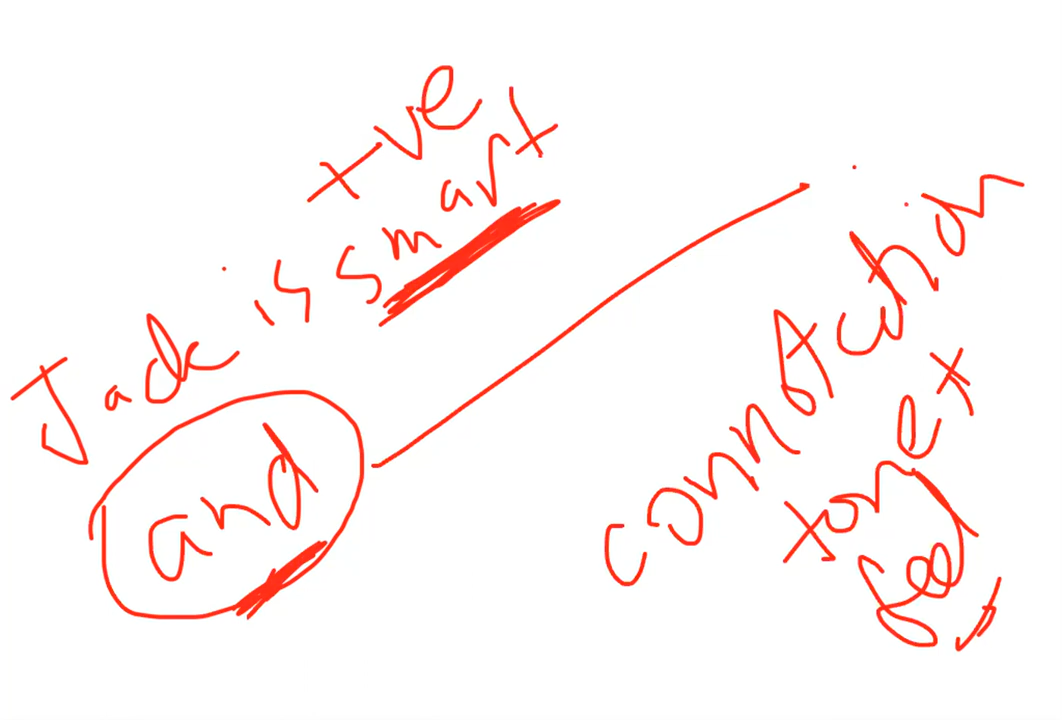 +ve
Jack is smart
and
connotation
tone +
feel